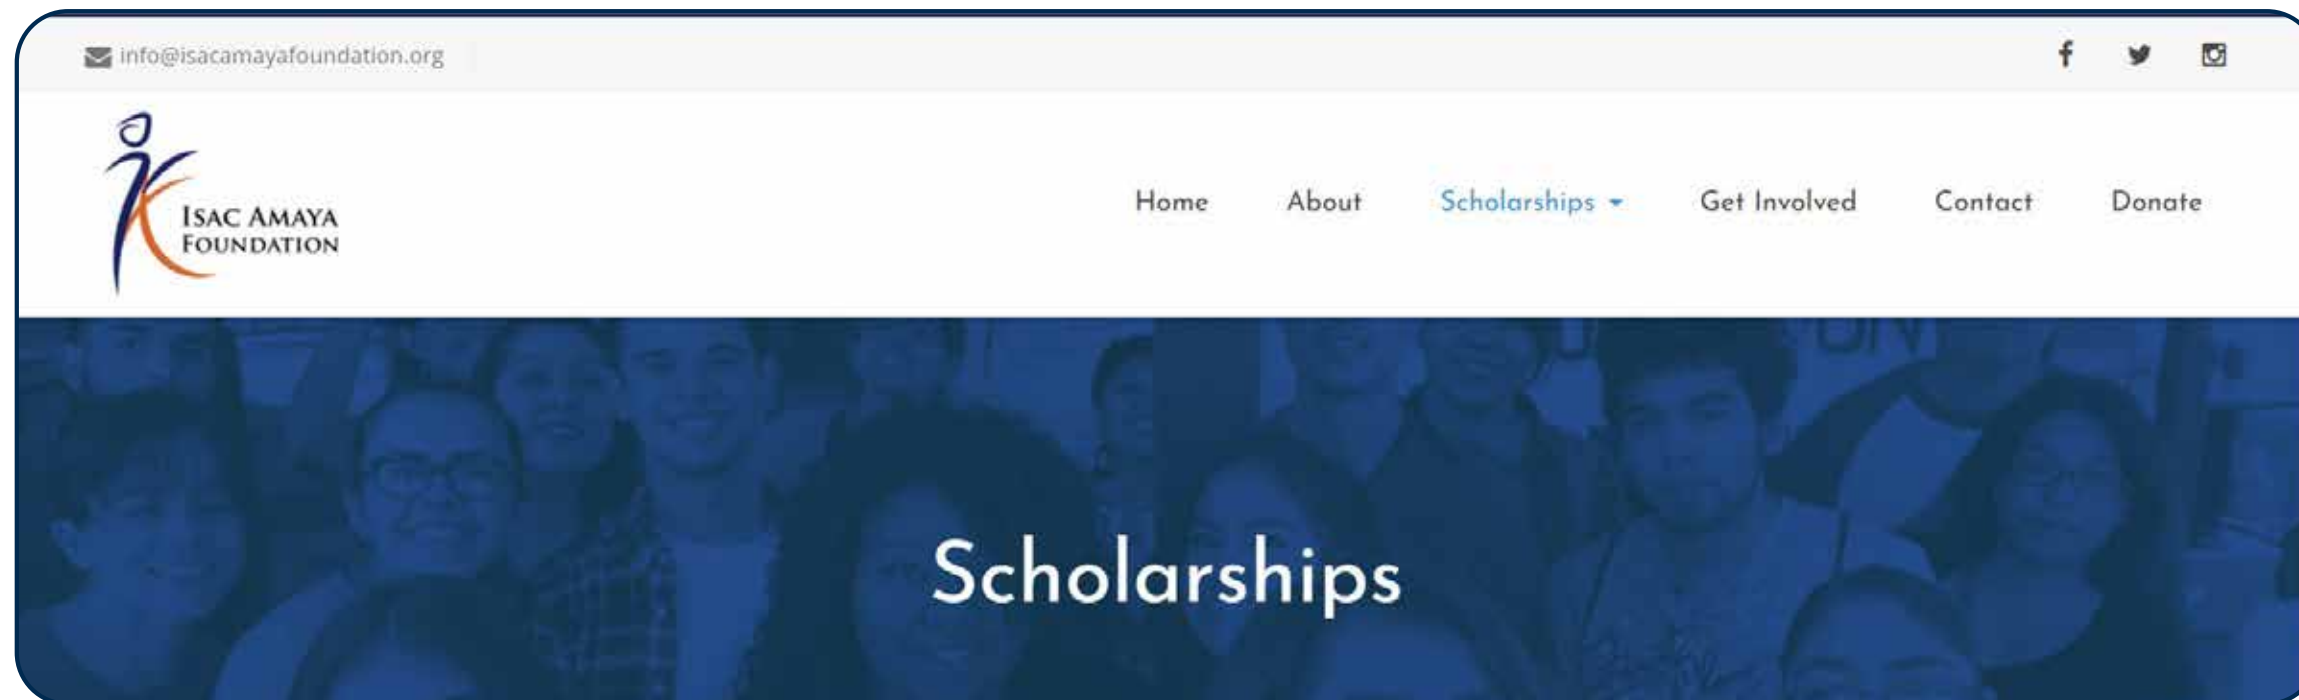 info@isacamayafoundation.org
ISAC AMAYA
FOUNDATION
Home About Scholarships Get Involved Contact Donate
Scholarships